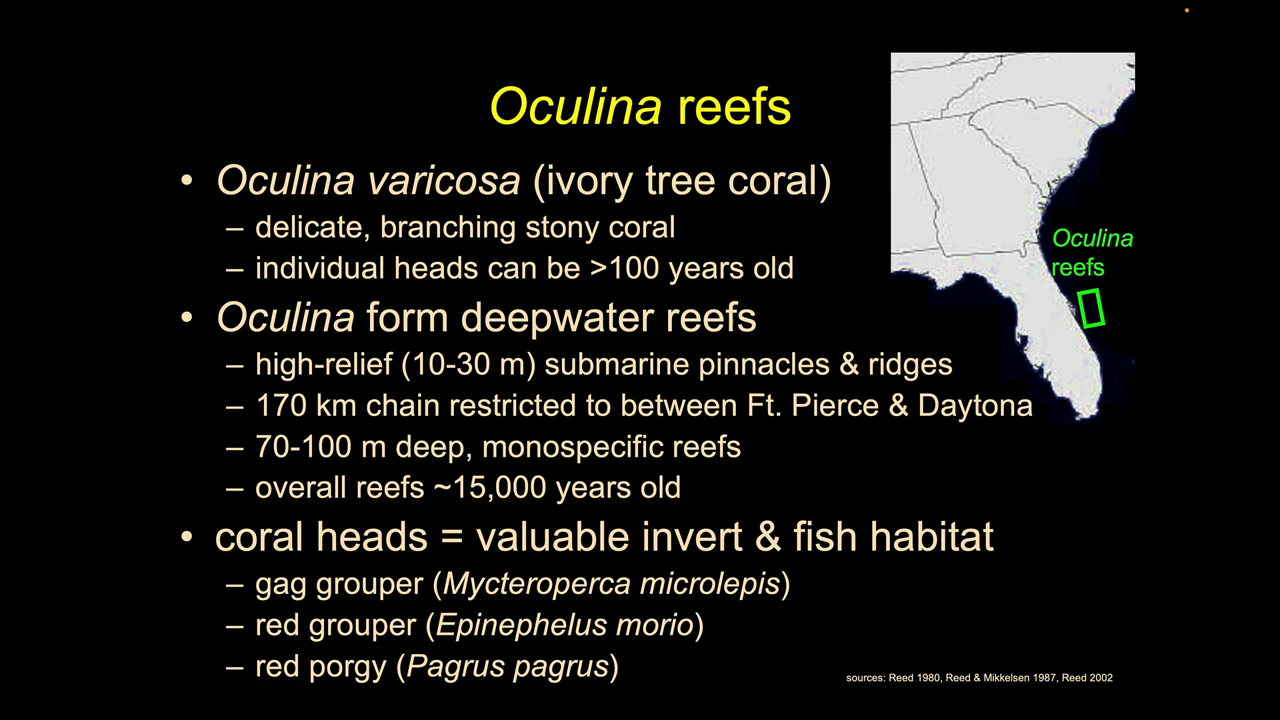 Oculina reefs
• Oculina varicosa (ivory tree coral)
– delicate, branching stony coral
– individual heads can be >100 years old
• Oculina form deepwater reefs
– high-relief (10-30 m) submarine pinnacles & ridges
– 170 km chain restricted to between Ft. Pierce & Daytona
– 70-100 m deep, monospecific reefs
– overall reefs ~15,000 years old
• coral heads = valuable invert & fish habitat
– gag grouper (Mycteroperca microlepis)
– red grouper (Epinephelus morio)
– red porgy (Pagrus pagrus)
Oculina
reefs
sources: Reed 1980, Reed & Mikkelsen 1987, Reed 2002